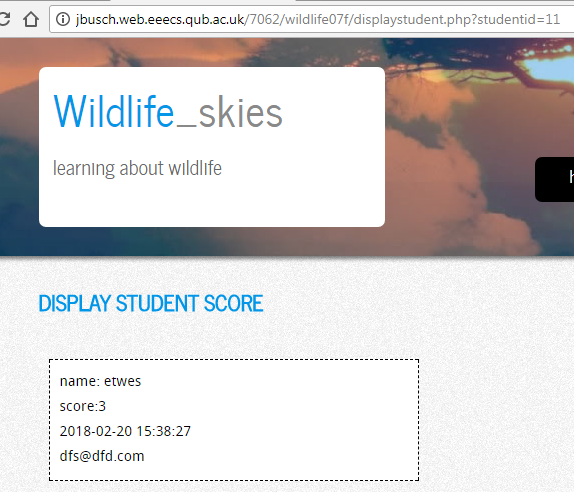 jbusch.web.eeecs.qub.ac.uk/7062/wildlife07f/displaystudent.php?studentid=11
Wildlife_skies
learning about wildlife
DISPLAY STUDENT SCORE
name: etwes
score:3
2018-02-20 15:38:27
dfs@dfd.com